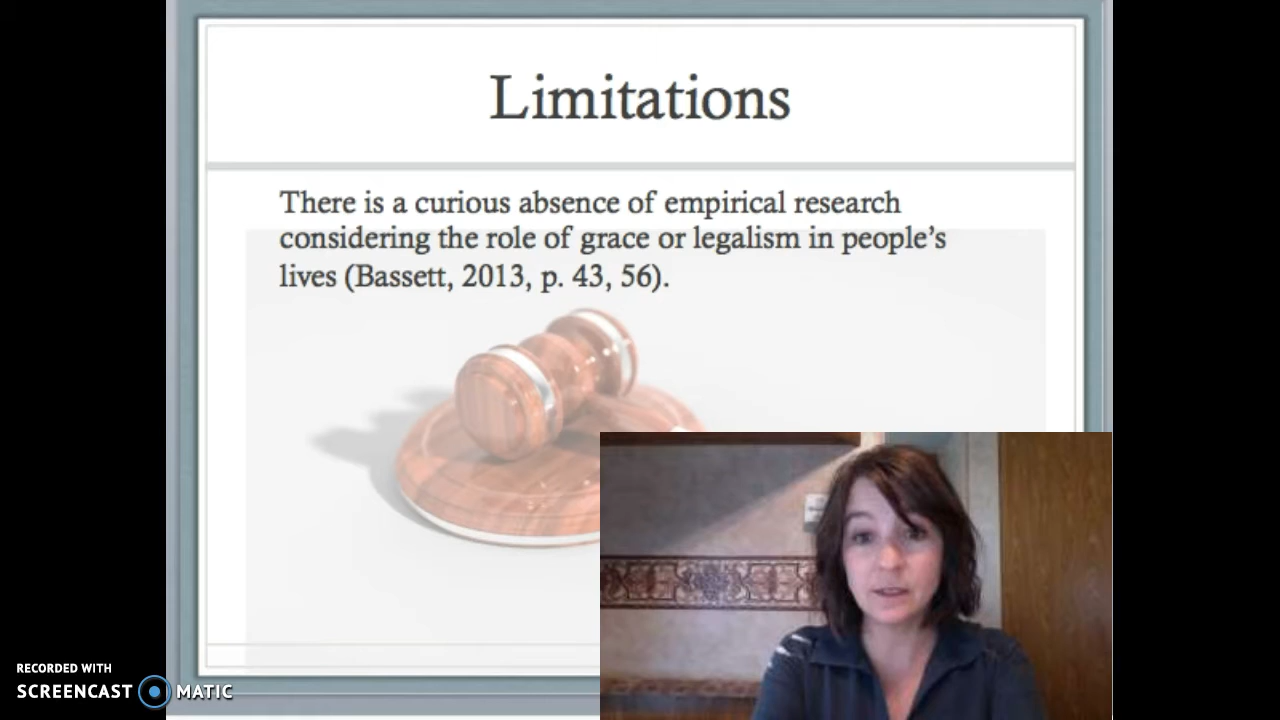 Limitations
There is a curious absence of empirical research
considering the role of grace or legalism in people’s
lives (Bassett, 2013, p. 43, 56).
RECORDED WITH
SCREENCAST MATIC